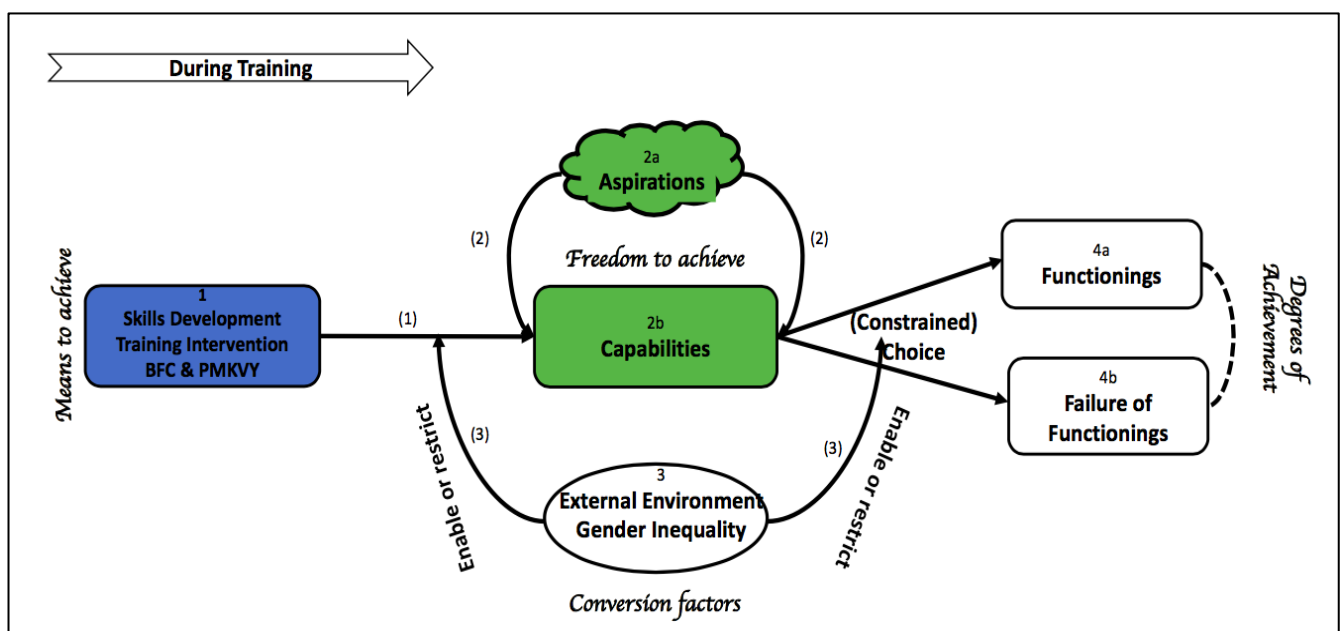 During Training
2a
Aspirations
(2)
(2)
Freedom to achieve
Means to achieve
1
Skills Development
Training Intervention
BFC & PMKVY
(1)
2b
Capabilities
(Constrained)
Choice
4a
Functionings
4b
Failure of
Functionings
Degrees of
Achievement
Enable or restrict
(3)
3
External Environment
Gender Inequality
(3)
Enable or restrict
Conversion factors